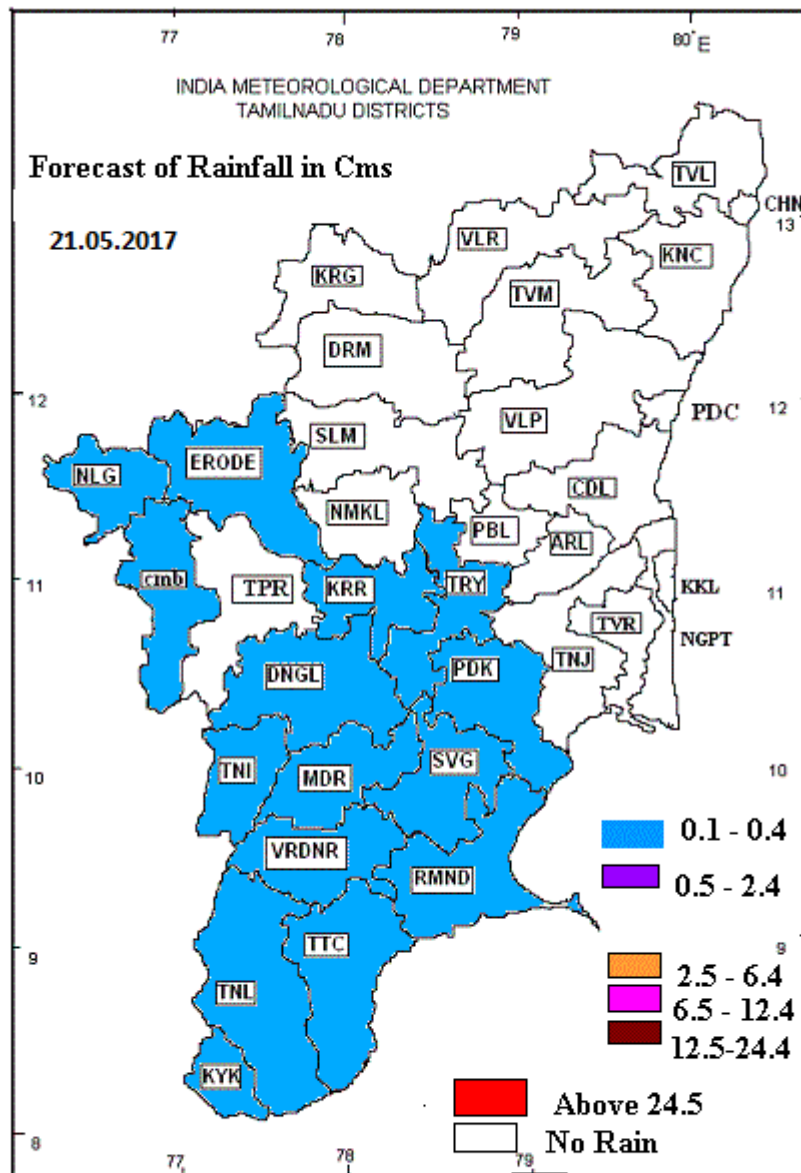 77 78 79 80°E
INDIA METEOROLOGICAL DEPARTMENT
TAMILNADU DISTRICTS
Forecast of Rainfall in Cms
TVL
CHN
13
21.05.2017
VLR
KNC
KRG
TVM
DRM
12
PDC 12
SLM
VLP
ERODE
NLG
CDL
NMKL
PBL
ARL
11
cmb
TPR
KRR
TRY
KKL
11
TVR
NGPT
TNJ
DNGL
PDK
10
TNI
MDR
SVG
10
0.1 - 0.4
VRDNR
RMND
0.5 - 2.4
9
TTC
9
2.5 - 6.4
TNL
6.5 - 12.4
12.5-24.4
KYK
Above 24.5
8
No Rain
77 78 79